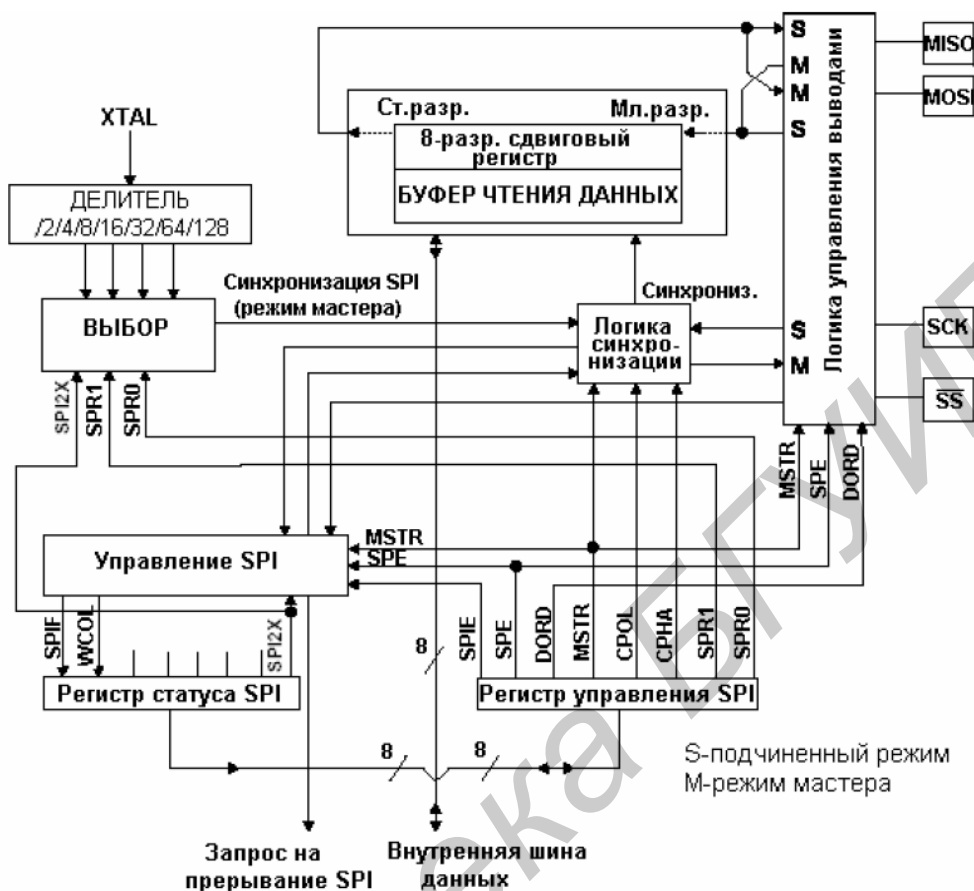 S
MISO
M
Ст.разр.
Мл.разр.
M
MOSI
XTAL
8-разр. сдвиговый
регистр
S
БУФЕР ЧТЕНИЯ ДАННЫХ
ДЕЛИТЕЛЬ
/2/4/8/16/32/64/128
Логика управления выводами
Синхронизация SPI
(режим мастера)
Синхрониз.
ВЫБОР
Логика
синхро-
низации
S
SCK
M
SS
SPI2X
SPR1
SPR0
MSTR
SPE
DORD
MSTR
SPE
Управление SPI
SPIF
WCOL
SPI2X
8
SPIE
SPE
DORD
MSTR
CPOL
CPHA
SPR1
SPR0
Регистр статуса SPI
Регистр управления SPI
8
8
S-подчиненный режим
M-режим мастера
Запрос на
прерывание SPI
Внутренняя шина
данных
ека БГУИР